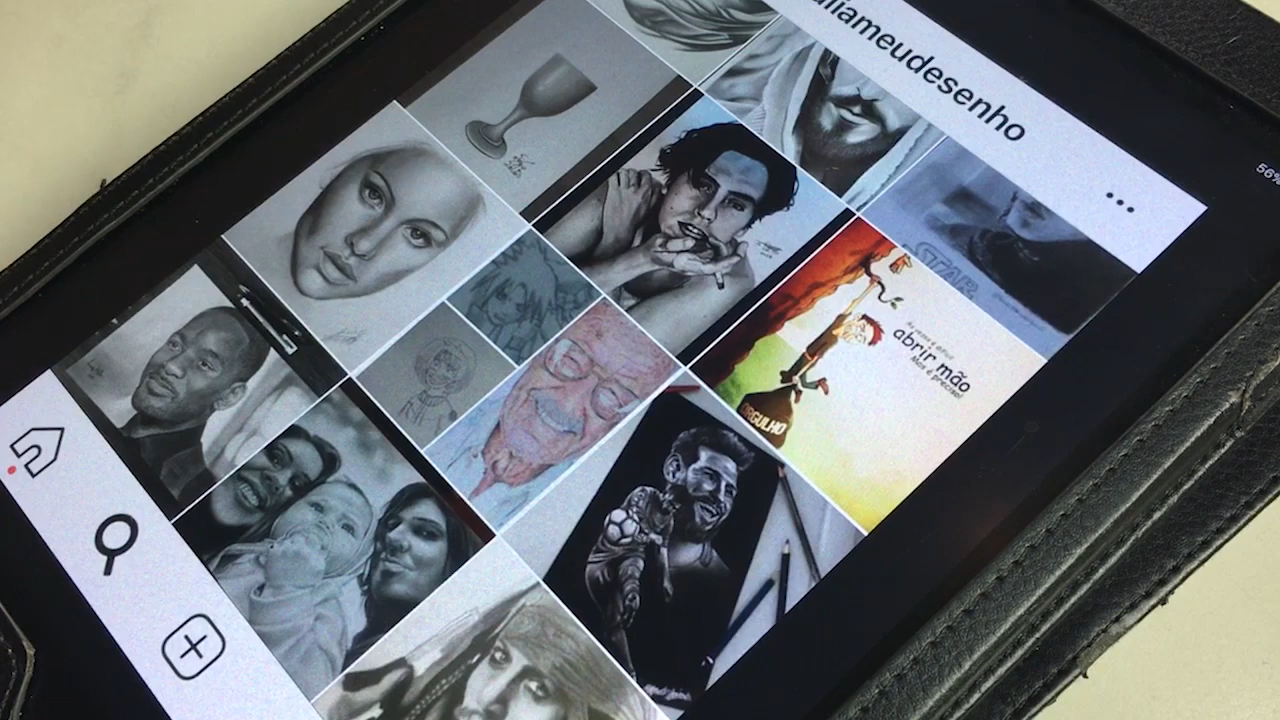 aliameudesenho
56%
STAR
Às vezes é difícil
abrir mão
Mas é preciso!
ORGULHO